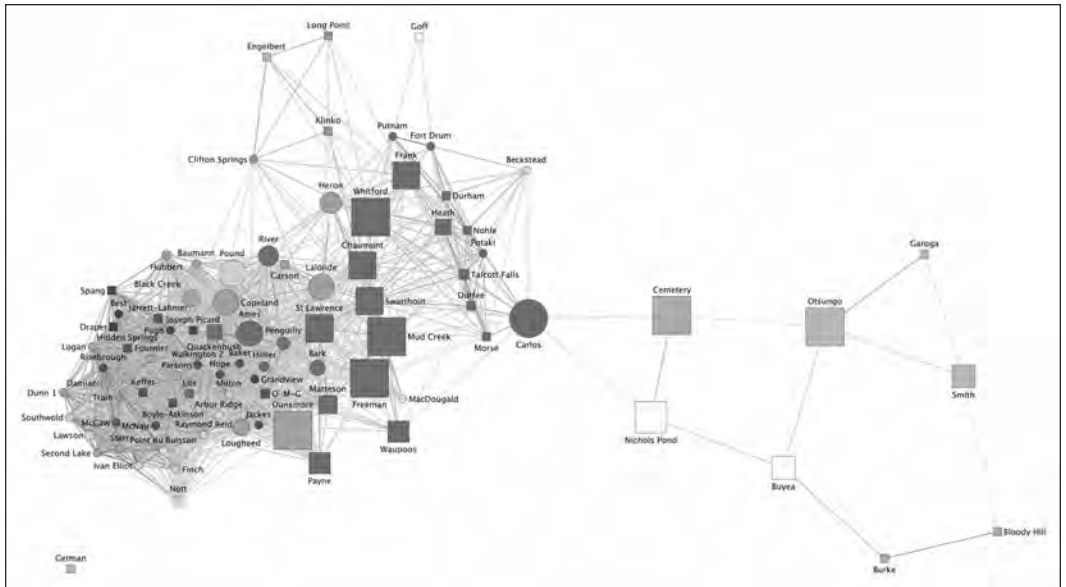 Long Point
Goff
Engelbert
Klinko
Putnam
Fort Drum
Clifton Springs
Frank
Beckstead
Heron
Whitford
Durham
Heath
Nohle
River
Potaki
Garoga
Baumann
Pound
Chaumont
Hubbert
Carson
Lalonde
Talcott Falls
Black Creek
Cemetery
Spang
Swarthout
Durfee
Otsungo
Best
Jarrett-Lahmer
Copeland
St Lawrence
Ames
Joseph Picard
Draper
Pugh
Penguilly
Mud Creek
Carlos
Hidden Springs
Morse
Logan
Fournier
Quackenbush
Walkington 2
Baker
Hillier
Bark
Risebrough
Parsons
Hope
Smith
Damiani
Keffer
Lite
Milton
Grandview
Matteson
Dunn 1
Train
O-M-G
Freeman
MacDougald
Arbor Ridge
Dunsmore
Boyle-Atkinson
Southwold
McGaw
McNair
Raymond Reid
Jackes
Nichols Pond
Lawson
Starr
Point du Buisson
Lougheed
Waupoos
Second Lake
Ivan Elliot
Finch
Payne
Buyea
Nott
Bloody Hill
German
Burke